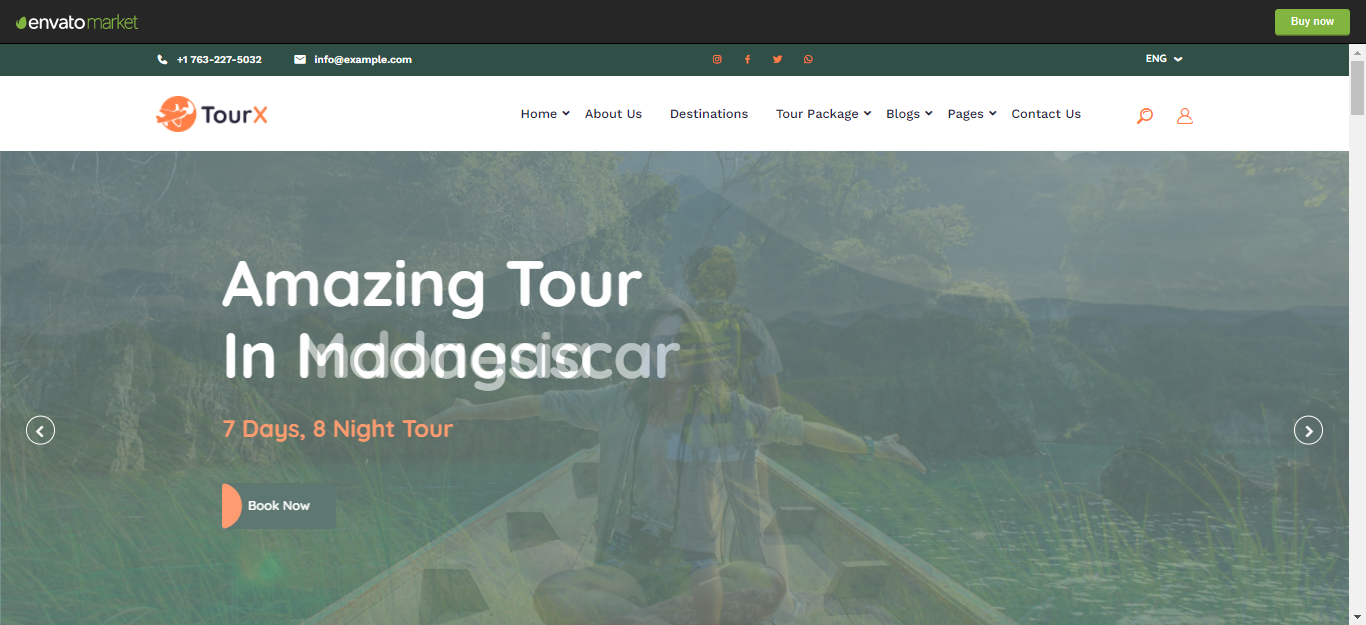 envato market
Buy now
+1 763-227-5032 info@example.com ENG
TourX Home About Us Destinations Tour Package Blogs Pages Contact Us
Amazing Tour
In
7 Days, 8 Night Tour
Book Now